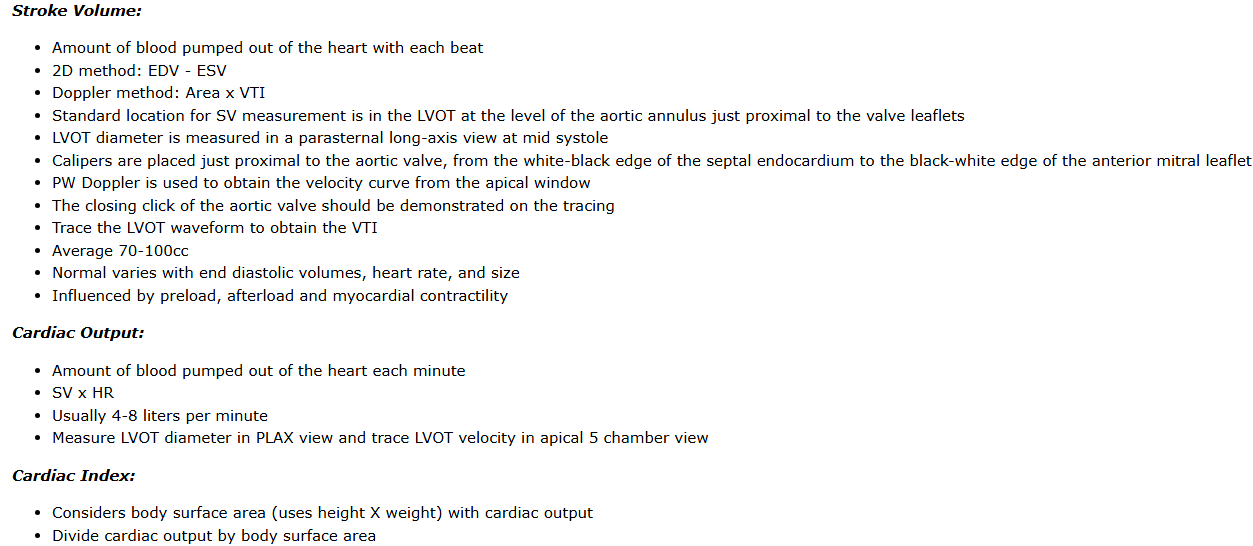 Stroke Volume:
• Amount of blood pumped out of the heart with each beat
• 2D method: EDV - ESV
• Doppler method: Area x VTI
• Standard location for SV measurement is in the LVOT at the level of the aortic annulus just proximal to the valve leaflets
• LVOT diameter is measured in a parasternal long-axis view at mid systole
• Calipers are placed just proximal to the aortic valve, from the white-black edge of the septal endocardium to the black-white edge of the anterior mitral leaflet
• PW Doppler is used to obtain the velocity curve from the apical window
• The closing click of the aortic valve should be demonstrated on the tracing
• Trace the LVOT waveform to obtain the VTI
• Average 70-100cc
• Normal varies with end diastolic volumes, heart rate, and size
• Influenced by preload, afterload and myocardial contractility
Cardiac Output:
• Amount of blood pumped out of the heart each minute
• SV x HR
• Usually 4-8 liters per minute
• Measure LVOT diameter in PLAX view and trace LVOT velocity in apical 5 chamber view
Cardiac Index:
• Considers body surface area (uses height X weight) with cardiac output
• Divide cardiac output by body surface area